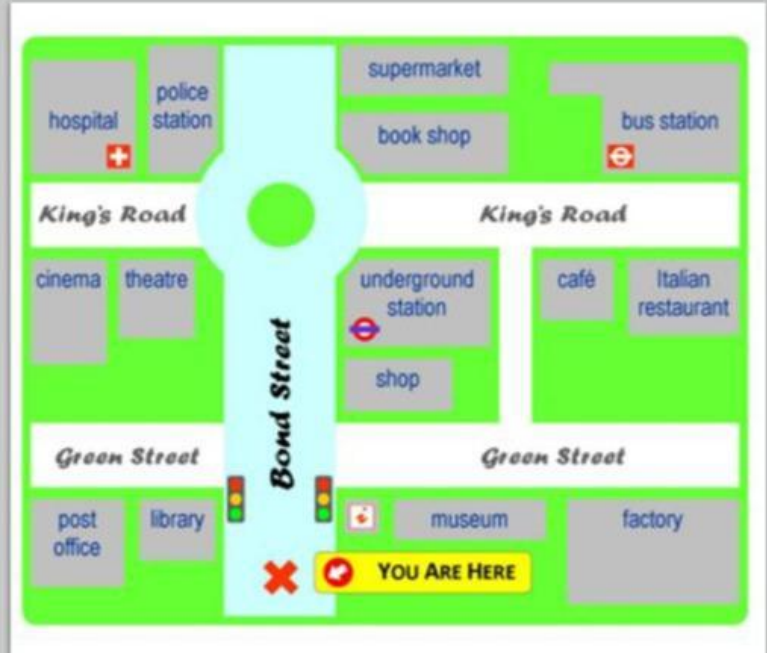 supermarket
police
station
hospital
book shop
bus station
King's Road
King's Road
cinema
theatre
underground
station
café
Italian
restaurant
shop
Bond Street
Green Street
Green Street
post
office
library
museum
factory
YOU ARE HERE